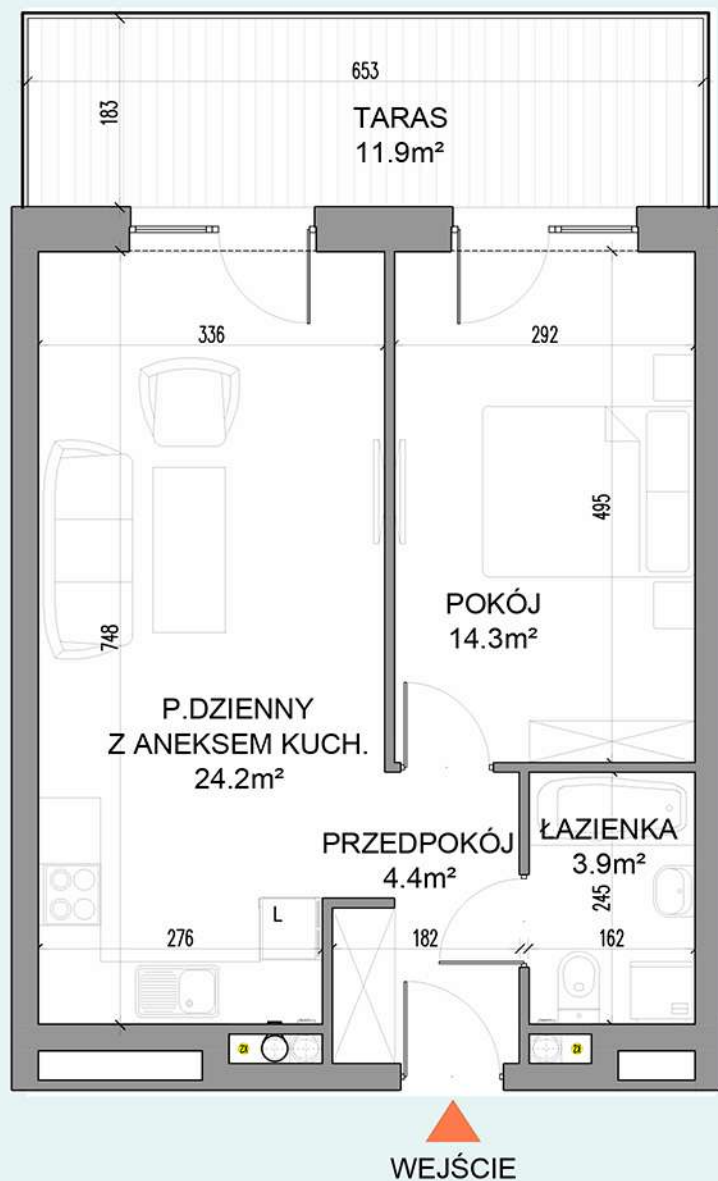 653
183
TARAS
11.9m²
336
292
495
POKÓJ
14.3m²
748
P.DZIENNY
Z ANEKSEM KUCH.
24.2m²
PRZEDPOKÓJ
4.4m²
ŁAZIENKA
3.9m²
245
L
276
182
162
WEJŚCIE